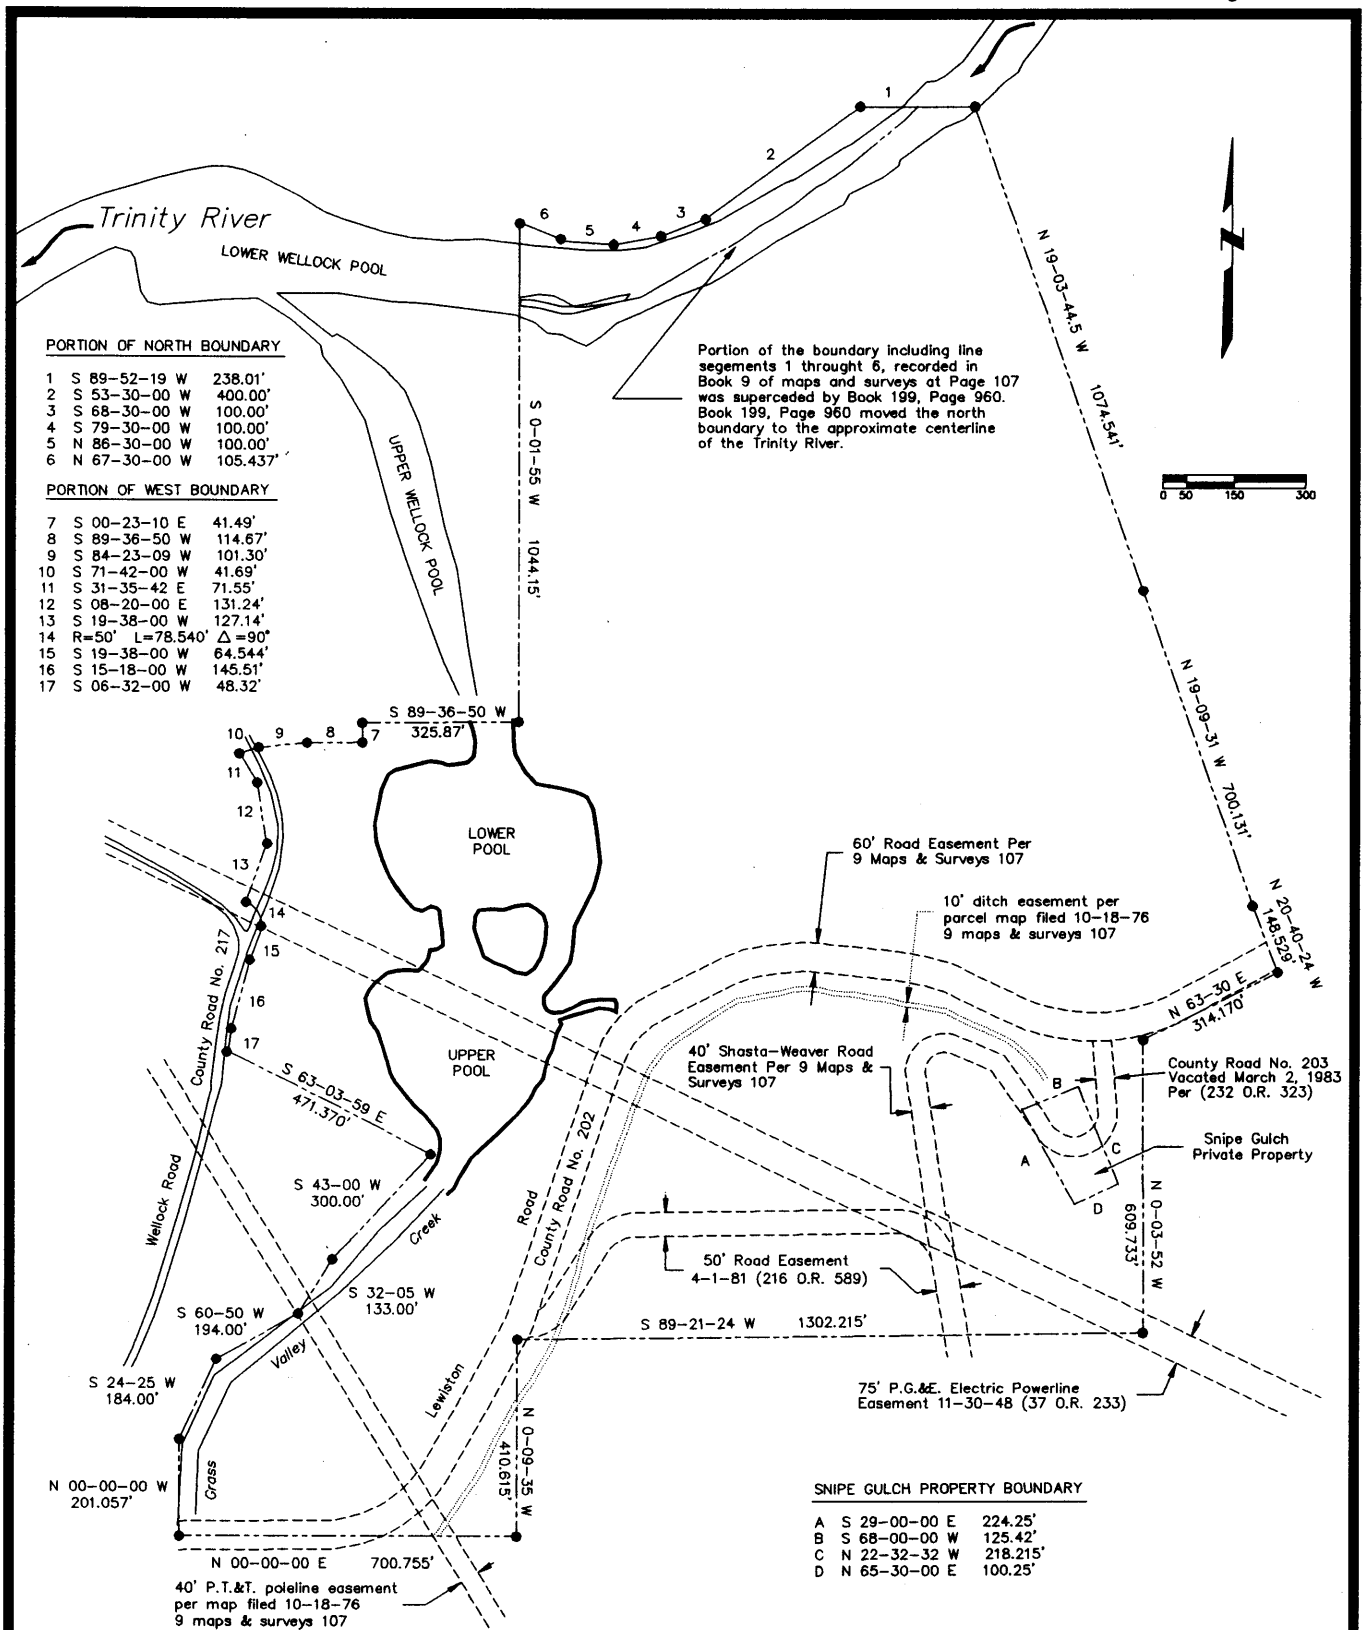 1
2
3
4
5
6
Trinity River
LOWER WELLOCK POOL
N
N 19-03-44.5 W 1074.541'
PORTION OF NORTH BOUNDARY
1 S 89-52-19 W 238.01'
2 S 53-30-00 W 400.00'
3 S 68-30-00 W 100.00'
4 S 79-30-00 W 100.00'
5 N 86-30-00 W 100.00'
6 N 67-30-00 W 105.437'
PORTION OF WEST BOUNDARY
7 S 00-23-10 E 41.49'
8 S 89-36-50 W 114.67'
9 S 84-23-09 W 101.30'
10 S 71-42-00 W 41.69'
11 S 31-35-42 E 71.55'
12 S 08-20-00 E 131.24'
13 S 19-38-00 W 127.14'
14 R=50' L=78.540' △=90°
15 S 19-38-00 W 64.544'
16 S 15-18-00 W 145.51'
17 S 06-32-00 W 48.32'
Portion of the boundary including line
segements 1 throught 6, recorded in
Book 9 of maps and surveys at Page 107
was superceded by Book 199, Page 960.
Book 199, Page 960 moved the north
boundary to the approximate centerline
of the Trinity River.
UPPER WELLOCK POOL
S 0-01-55 W 1044.15'
0 50 150 300
N 19-09-31 W 700.131'
S 89-36-50 W
325.87'
7
8
9
10
11
12
13
14
15
16
17
LOWER
POOL
60' Road Easement Per
9 Maps & Surveys 107
10' ditch easement per
parcel map filed 10-18-76
9 maps & surveys 107
N 20-40-24 W
148.529'
N 63-30 E
314.170'
County Road No. 217
UPPER
POOL
40' Shasta-Weaver Road
Easement Per 9 Maps &
Surveys 107
County Road No. 203
Vacated March 2, 1983
Per (232 O.R. 323)
B
A
C
D
Snipe Gulch
Private Property
S 63-03-59 E
471.370'
Wellock Road
S 43-00 W
300.00'
Creek
Road
County Road No. 202
N 0-03-52 W
609.733'
50' Road Easement
4-1-81 (216 O.R. 589)
S 32-05 W
133.00'
S 60-50 W
194.00'
Valley
S 89-21-24 W 1302.215'
S 24-25 W
184.00'
Lewiston
75' P.G.&E. Electric Powerline
Easement 11-30-48 (37 O.R. 233)
N 0-09-35 W
410.615'
N 00-00-00 W
201.057'
Grass
N 00-00-00 E 700.755'
40' P.T.&T. poleline easement
per map filed 10-18-76
9 maps & surveys 107
SNIPE GULCH PROPERTY BOUNDARY
A S 29-00-00 E 224.25'
B S 68-00-00 W 125.42'
C N 22-32-32 W 218.215'
D N 65-30-00 E 100.25'